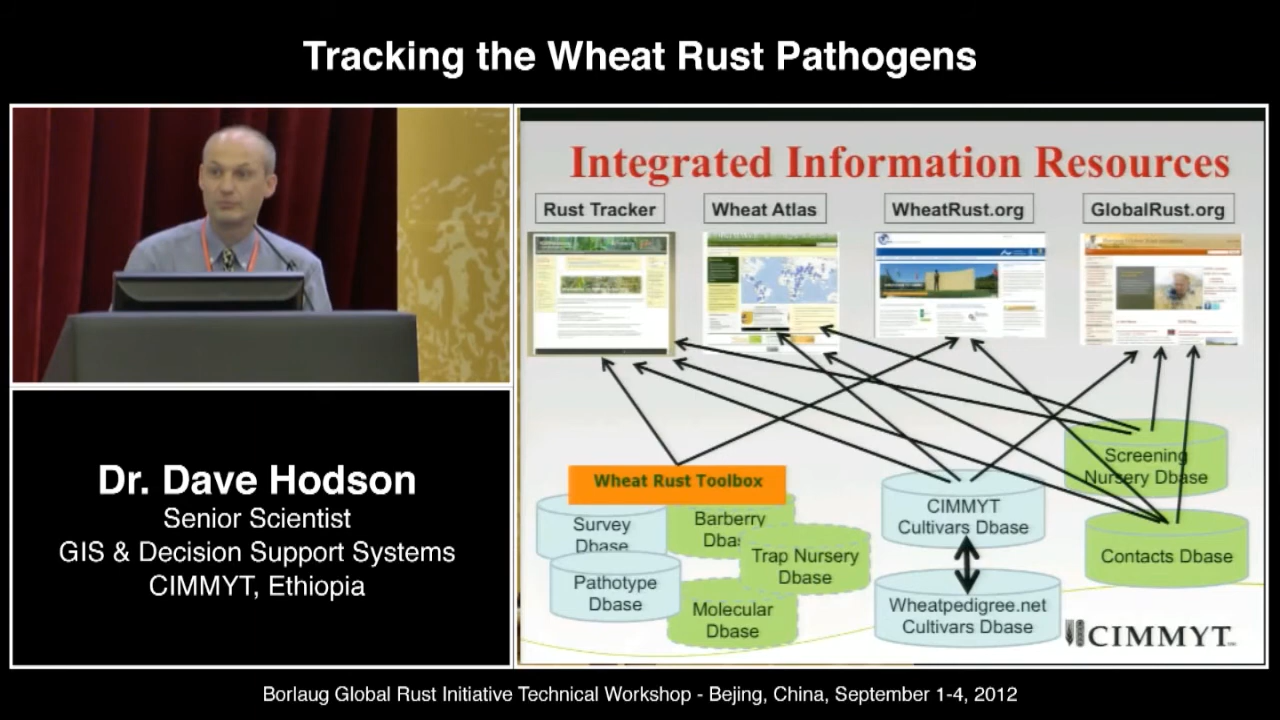 Tracking the Wheat Rust Pathogens
Integrated Information Resources
Rust Tracker
Wheat Atlas
WheatRust.org
GlobalRust.org
Wheat Rust Toolbox
Survey
Dbase
Barberry
Pathotype
Dbase
Trap Nursery
Dbase
Molecular
Dbase
CIMMYT
Cultivars Dbase
Wheatpedigree.net
Cultivars Dbase
Screening
Nursery Dbase
Contacts Dbase
CIMMYT
Dr. Dave Hodson
Senior Scientist
GIS & Decision Support Systems
CIMMYT, Ethiopia
Borlaug Global Rust Initiative Technical Workshop - Bejing, China, September 1-4, 2012